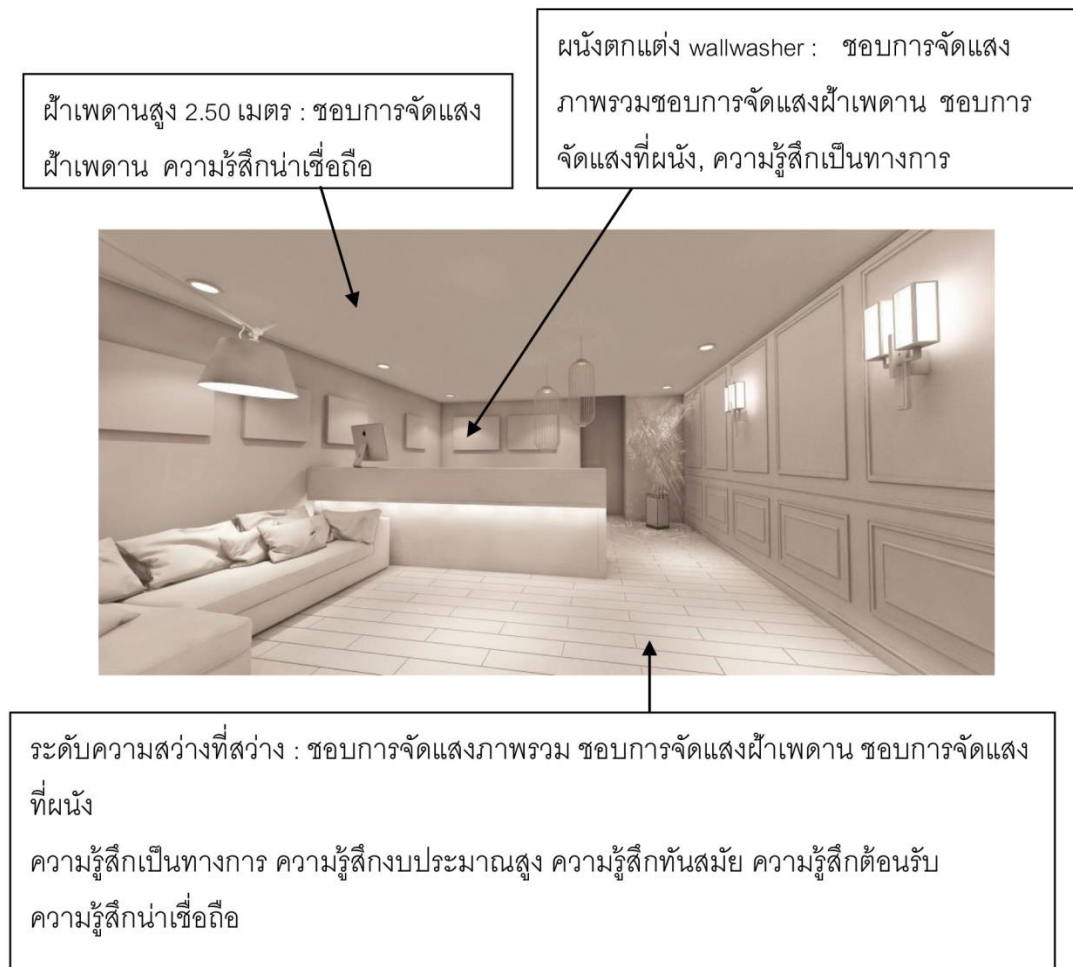 ฝ้าเพดานสูง 2.50 เมตร : ชอบการจัดแสง
ฝ้าเพดาน ความรัสึกน่าเชื่อถือ
ผนังตกแต่ง wallwasher : ชอบการจัดแสง
ภาพรวมชอบการจัดแสงฝ้าเพดาน ชอบการ
จัดแสงที่ผนัง, ความรู้สึกเป็นทางการ
ระดับความสว่างที่สว่าง : ชอบการจัดแสงภาพรวม ชอบการจัดแสงฝ้าเพดาน ชอบการจัดแสง
ที่ผนัง
ความรู้สึกเป็นทางการ ความรู้สึกงบประมาณสูง ความรู้สึกทันสมัย ความรู้สึกต้อนรับ
ความรู้สึกน่าเชื่อถือ